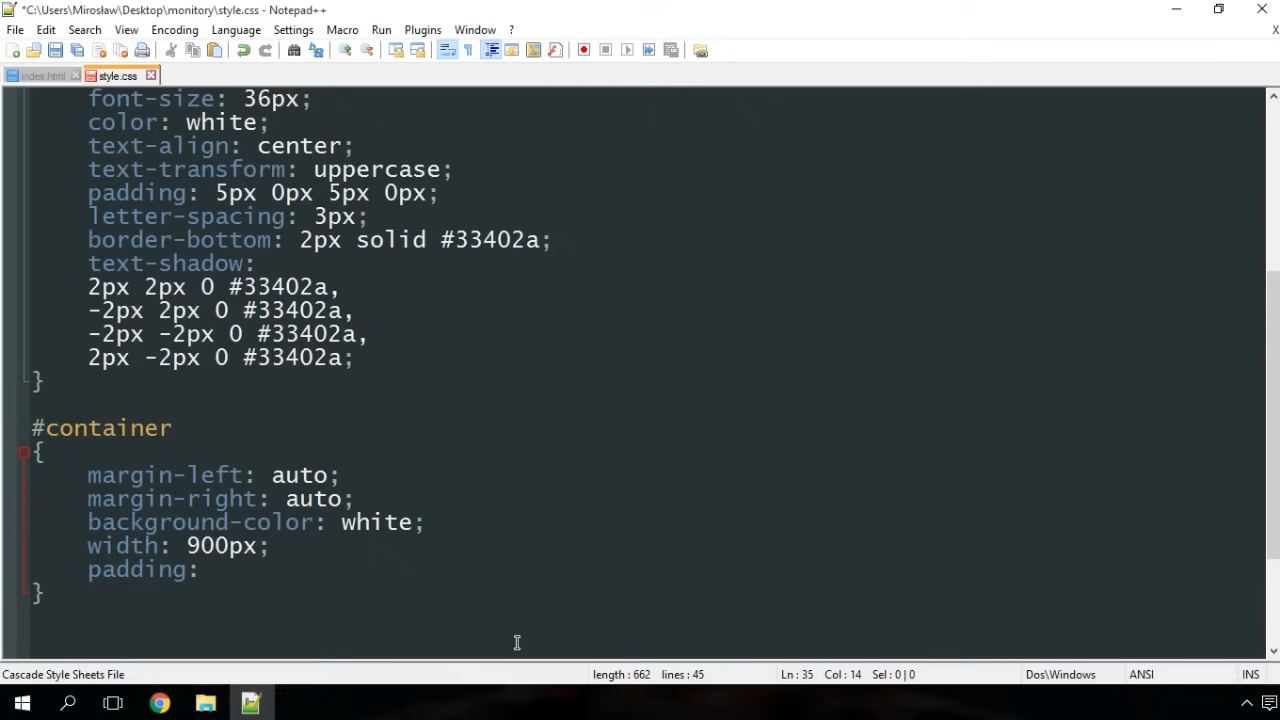 *C:\Users\Mirosław\Desktop\monitory\style.css - Notepad++
File Edit Search View Encoding Language Settings Macro Run Plugins Window ? X
index.html style.css
font-size: 36px;
color: white;
text-align: center;
text-transform: uppercase;
padding: 5px 0px 5px 0px;
letter-spacing: 3px;
border-bottom: 2px solid #33402a;
text-shadow:
2px 2px 0 #33402a,
-2px 2px 0 #33402a,
-2px -2px 0 #33402a,
2px -2px 0 #33402a;
}
#container
{
margin-left: auto;
margin-right: auto;
background-color: white;
width: 900px;
padding:
}
Cascade Style Sheets File length : 662 lines : 45 Ln : 35 Col : 14 Sel : 0 | 0 Dos\Windows ANSI INS